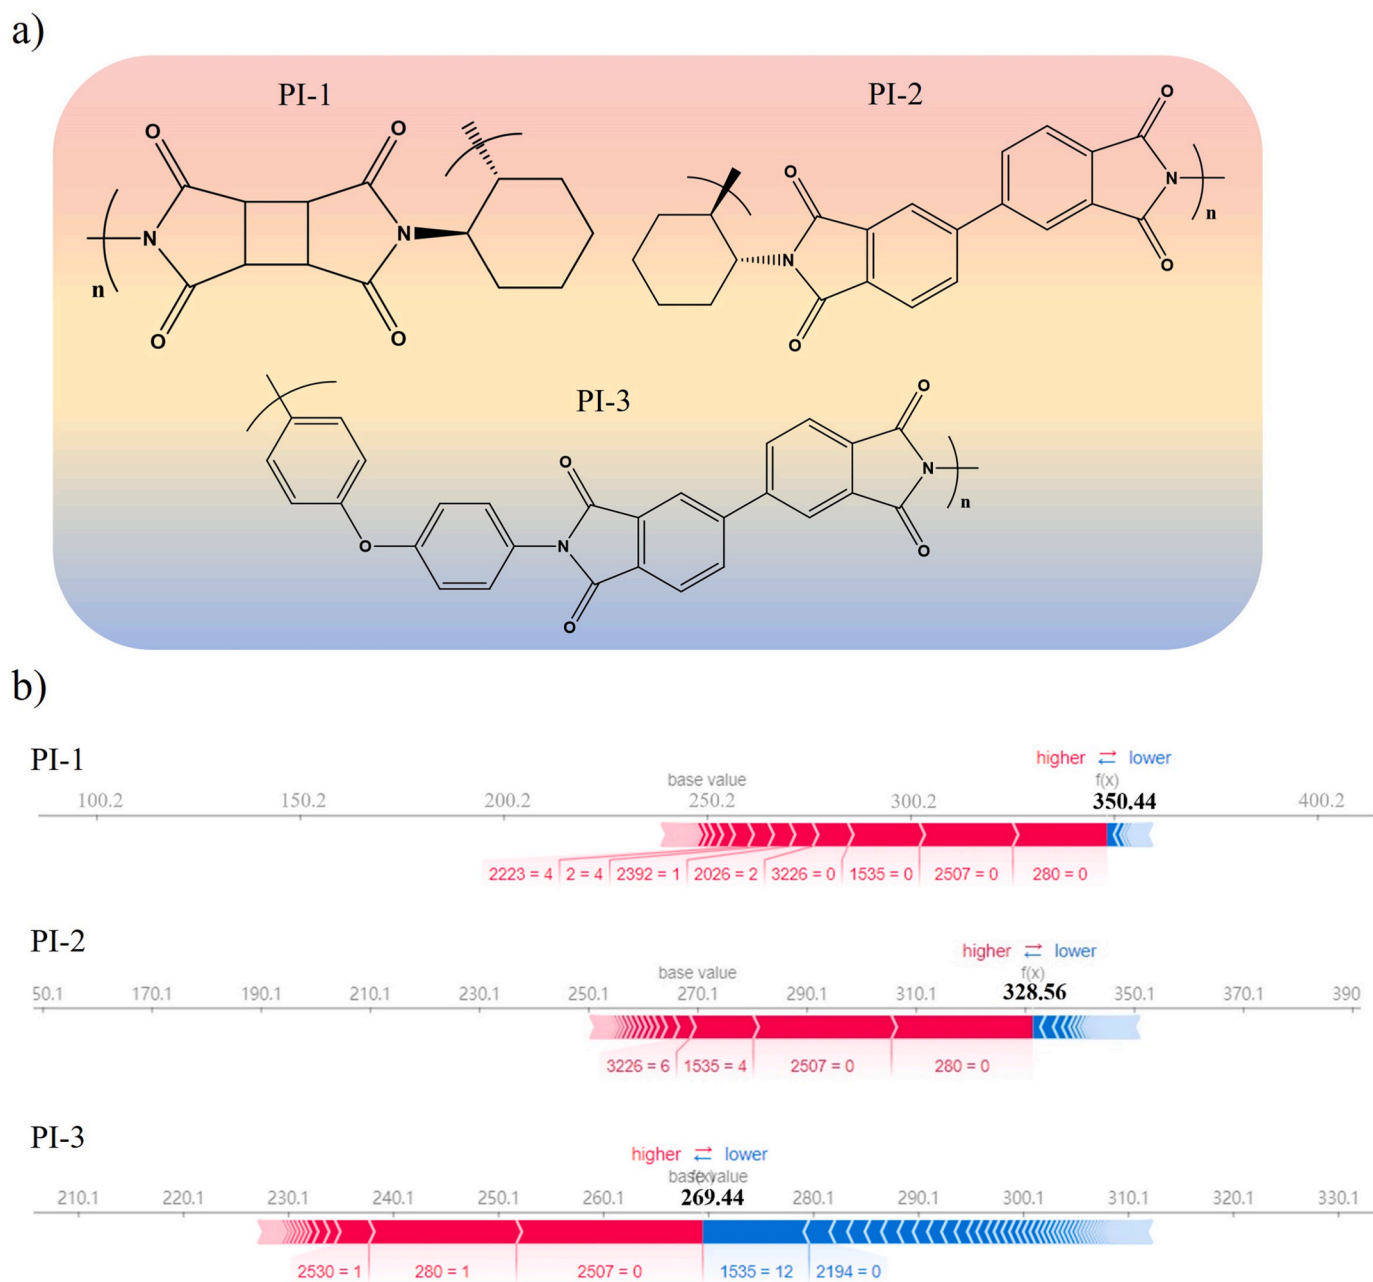 a)
PI-1
PI-2
O O
O
O
N N
n
O O
N
n
N
O
O
PI-3
O
O
O
N
n
N
O
O
b)
PI-1
higher lower
base value f(x)
100.2 150.2 200.2 250.2 300.2 350.44 400.2
2223 = 4 2 = 4 2392 = 1 2026 = 2 3226 = 0 1535 = 0 2507 = 0 280 = 0
PI-2
higher lower
base value f(x)
50.1 170.1 190.1 210.1 230.1 250.1 270.1 290.1 310.1 328.56 350.1 370.1 390
3226 = 6 1535 = 4 2507 = 0 280 = 0
PI-3
higher lower
base value f(x)
210.1 220.1 230.1 240.1 250.1 260.1 269.44 280.1 290.1 300.1 310.1 320.1 330.1
2530 = 1 280 = 1 2507 = 0 1535 = 12 2194 = 0